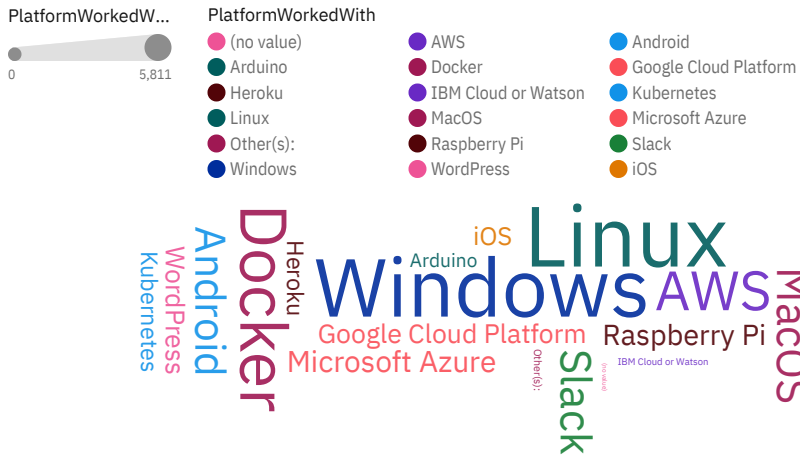 PlatformWorkedW...
0
5,811
PlatformWorkedWith
(no value)
AWS
Android
Arduino
Docker
Google Cloud Platform
Heroku
IBM Cloud or Watson
Kubernetes
Linux
MacOS
Microsoft Azure
Other(s):
Raspberry Pi
Slack
Windows
WordPress
iOS
Kubernetes
WordPress
Android
Docker
Heroku
iOS
Linux
Arduino
Windows
AWS
MacOS
Google Cloud Platform
Raspberry Pi
Microsoft Azure
Other(s):
Slack
(no value)
IBM Cloud or Watson